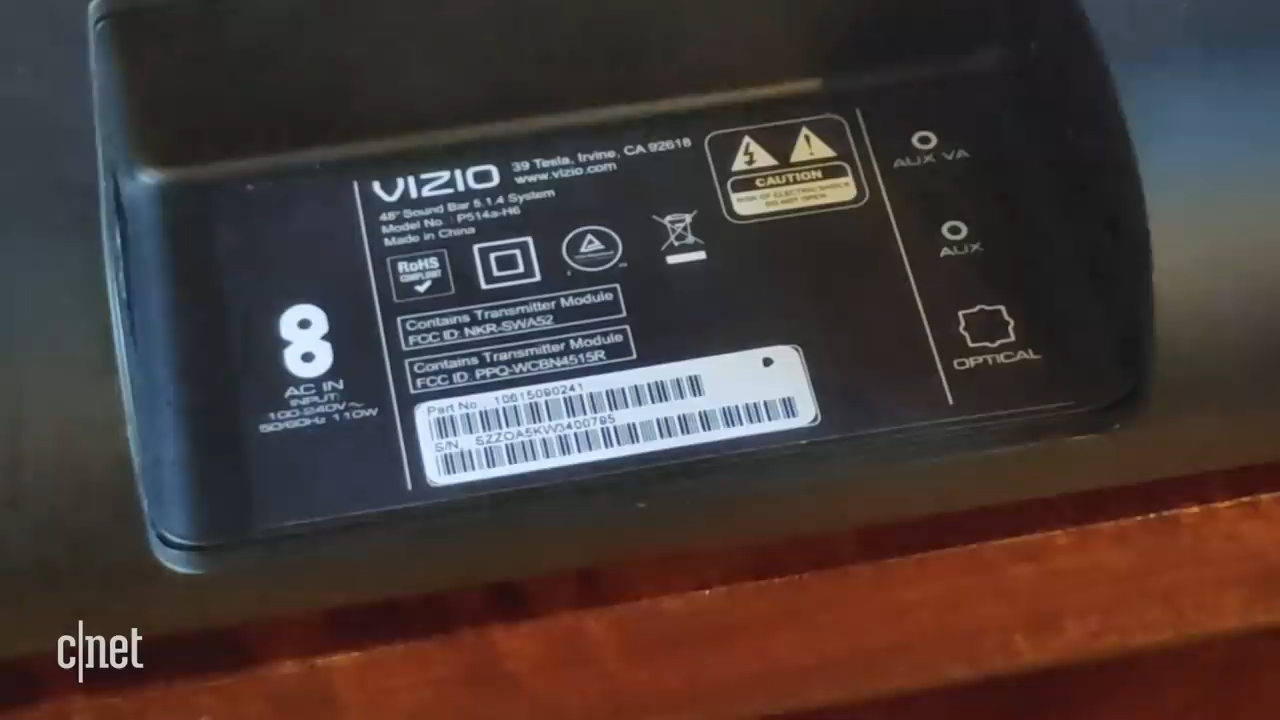 VIZIO
39 Tesla, Irvine, CA 92618
www.vizio.com
48" Sound Bar 5.1.4 System
Model No : P514a-H6
Made in China
RoHS
COMPLIANT
Contains Transmitter Module
FCC ID: NKR-SWA52
Contains Transmitter Module
FCC ID: PPQ-WCBN4515R
Part No. 10615090241
S/N. SZZOA5KW3400795
CAUTION
RISK OF ELECTRIC SHOCK
DO NOT OPEN
AC IN
INPUT:
100-240V~
50/60Hz 110W
AUX VA
AUX
OPTICAL
c|net